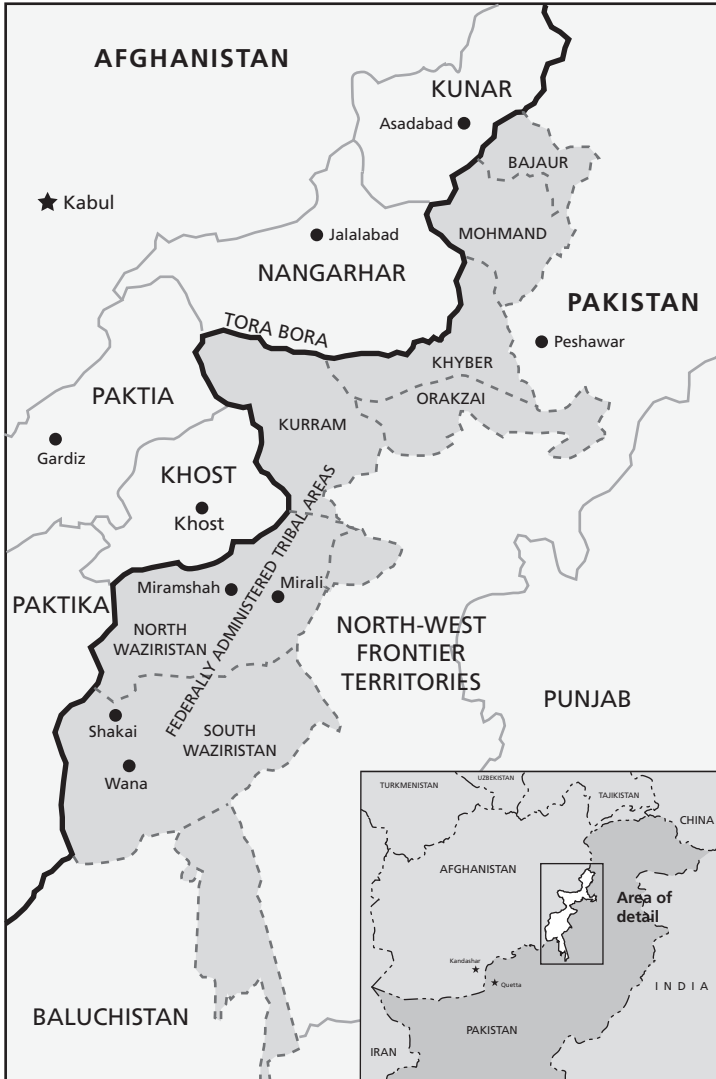 AFGHANISTAN
KUNAR
Asadabad
BAJAUR
Kabul
Jalalabad
MOHMAND
NANGARHAR
PAKISTAN
TORA BORA
Peshawar
KHYBER
PAKTIA
ORAKZAI
KURRAM
Gardiz
KHOST
Khost
FEDERALLY ADMINISTERED TRIBAL AREAS
Miramshah
Mirali
PAKTIKA
NORTH
WAZIRISTAN
NORTH-WEST
FRONTIER
TERRITORIES
PUNJAB
Shakai
SOUTH
WAZIRISTAN
Wana
BALUCHISTAN
UZBEKISTAN
TURKMENISTAN
TAJIKISTAN
CHINA
AFGHANISTAN
Area of
detail
Kandashar
Quetta
INDIA
PAKISTAN
IRAN